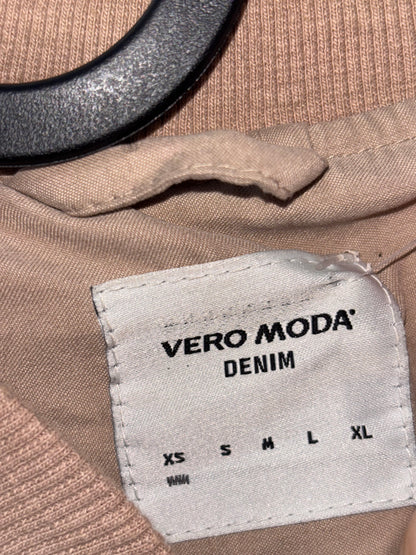 VERO MODA
DENIM
XS S M L XL